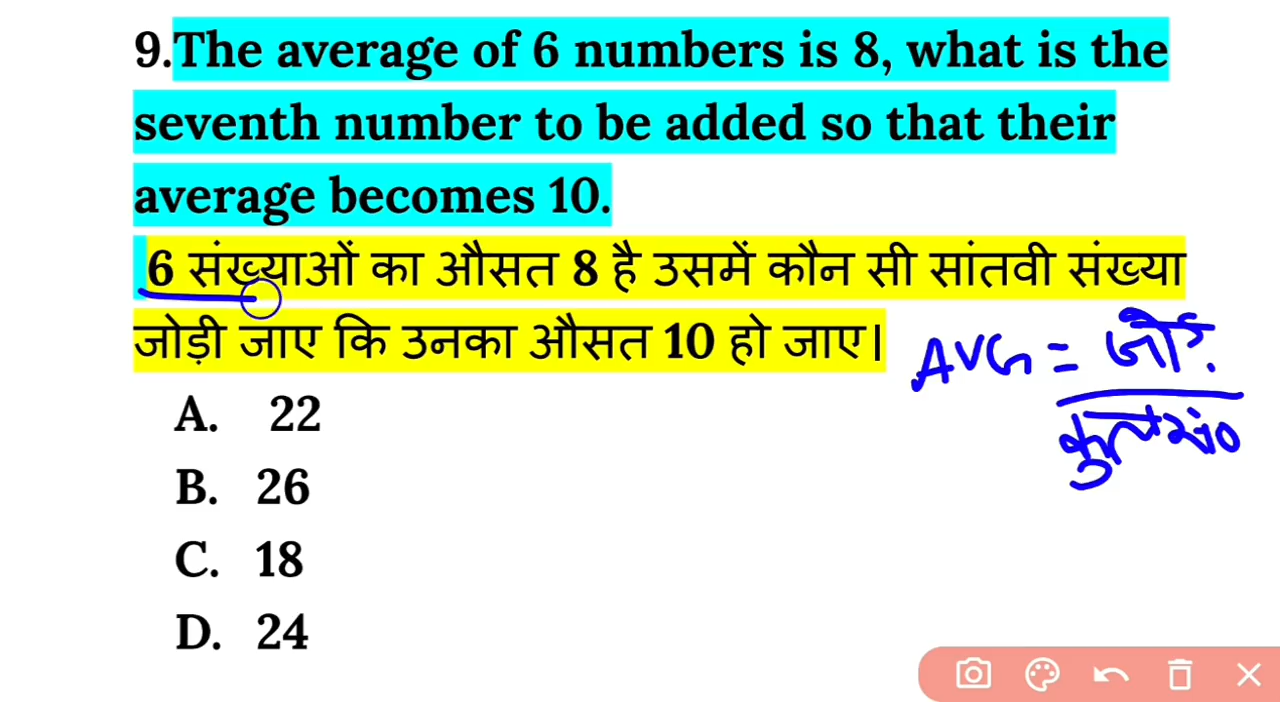 9.The average of 6 numbers is 8, what is the
seventh number to be added so that their
average becomes 10.
6 संख्याओं का औसत 8 है उसमें कौन सी सांतवी संख्या
जोड़ी जाए कि उनका औसत 10 हो जाए।
AVG =
A. 22
B. 26
C. 18
D. 24